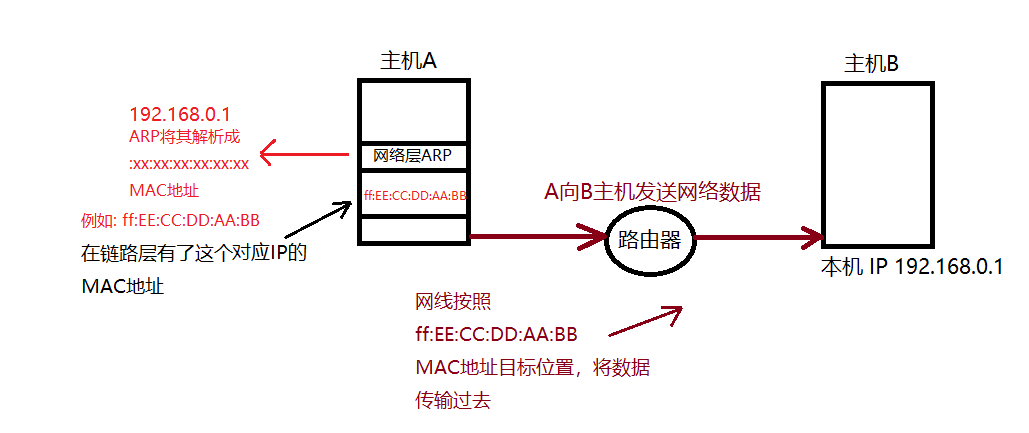 主机A
主机B
192.168.0.1
ARP将其解析成
:xx:xx:xx:xx:xx:xx
MAC地址
例如: ff:EE:CC:DD:AA:BB
在链路层有了这个对应IP的
MAC地址
网络层ARP
ff:EE:CC:DD:AA:BB
A向B主机发送网络数据
路由器
本机 IP 192.168.0.1
网线按照
ff:EE:CC:DD:AA:BB
MAC地址目标位置，将数据
传输过去